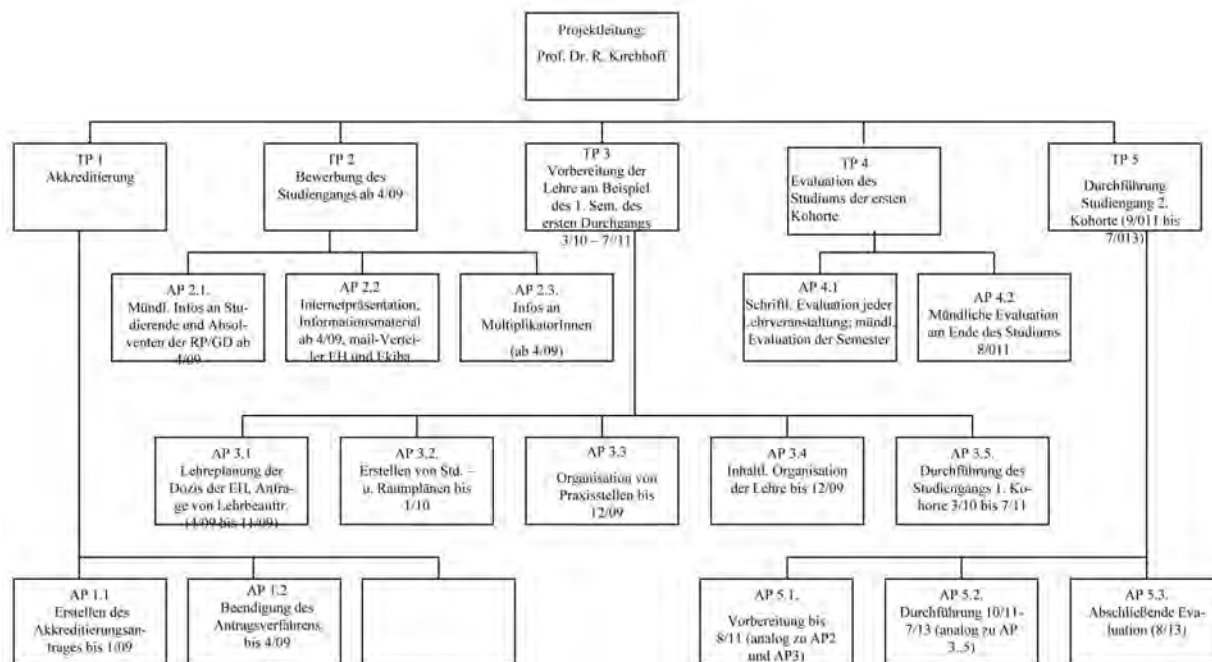 Projektleitung:
Prof. Dr. R. Kirchhoff
TP 1
Akkreditierung
TP 2
Bewerbung des
Studiengangs ab 4/09
TP 3
Vorbereitung der
Lehre am Beispiel
des 1. Sem. des
ersten Durchgangs
3/10 – 7//11
TP 4
Evaluation des
Studiums der ersten
Kohorte
TP 5
Durchführung
Studiengang 2.
Kohorte (9/011 bis
7/013)
AP 2.1.
Mündl. Infos an Stu-
dierende und Absol-
venten der RP/GD ab
4/09
AP 2.2
Internetpräsentation,
Informationsmaterial
ab 4/09, mail-Vertei-
ler EH und Ekiba
AP 2.3.
Infos an
MultiplikatorInnen
(ab 4/09)
AP 4.1
Schriftl. Evaluation jeder
Lehrveranstaltung; mündl.
Evaluation der Semester
AP 4.2
Mündliche Evaluation
am Ende des Studiums
8/011
AP 3.1
Lehreplanung der
Dozis der EH, Anfra-
ge von Lehrbeauftr.
(4/09 bis 11/09)
AP 3.2.
Erstellen von Std. –
u. Raumplänen bis
1/10
AP 3.3
Organisation von
Praxisstellen bis
12/09
AP 3.4
Inhaltl. Organisation
der Lehre bis 12/09
AP 3.5.
Durchführung des
Studiengangs 1. Ko-
horte 3/10 bis 7/11
AP 1.1
Erstellen des
Akkreditierungsan-
trages bis 1/09
AP 1.2
Beendigung des
Antragsverfahrens
bis 4/09
AP 5.1.
Vorbereitung bis
8/11 (analog zu AP2
und AP3)
AP 5.2.
Durchführung 10/11-
7/13 (analog zu AP
3..5)
AP 5.3.
Abschließende Eva-
luation (8/13)